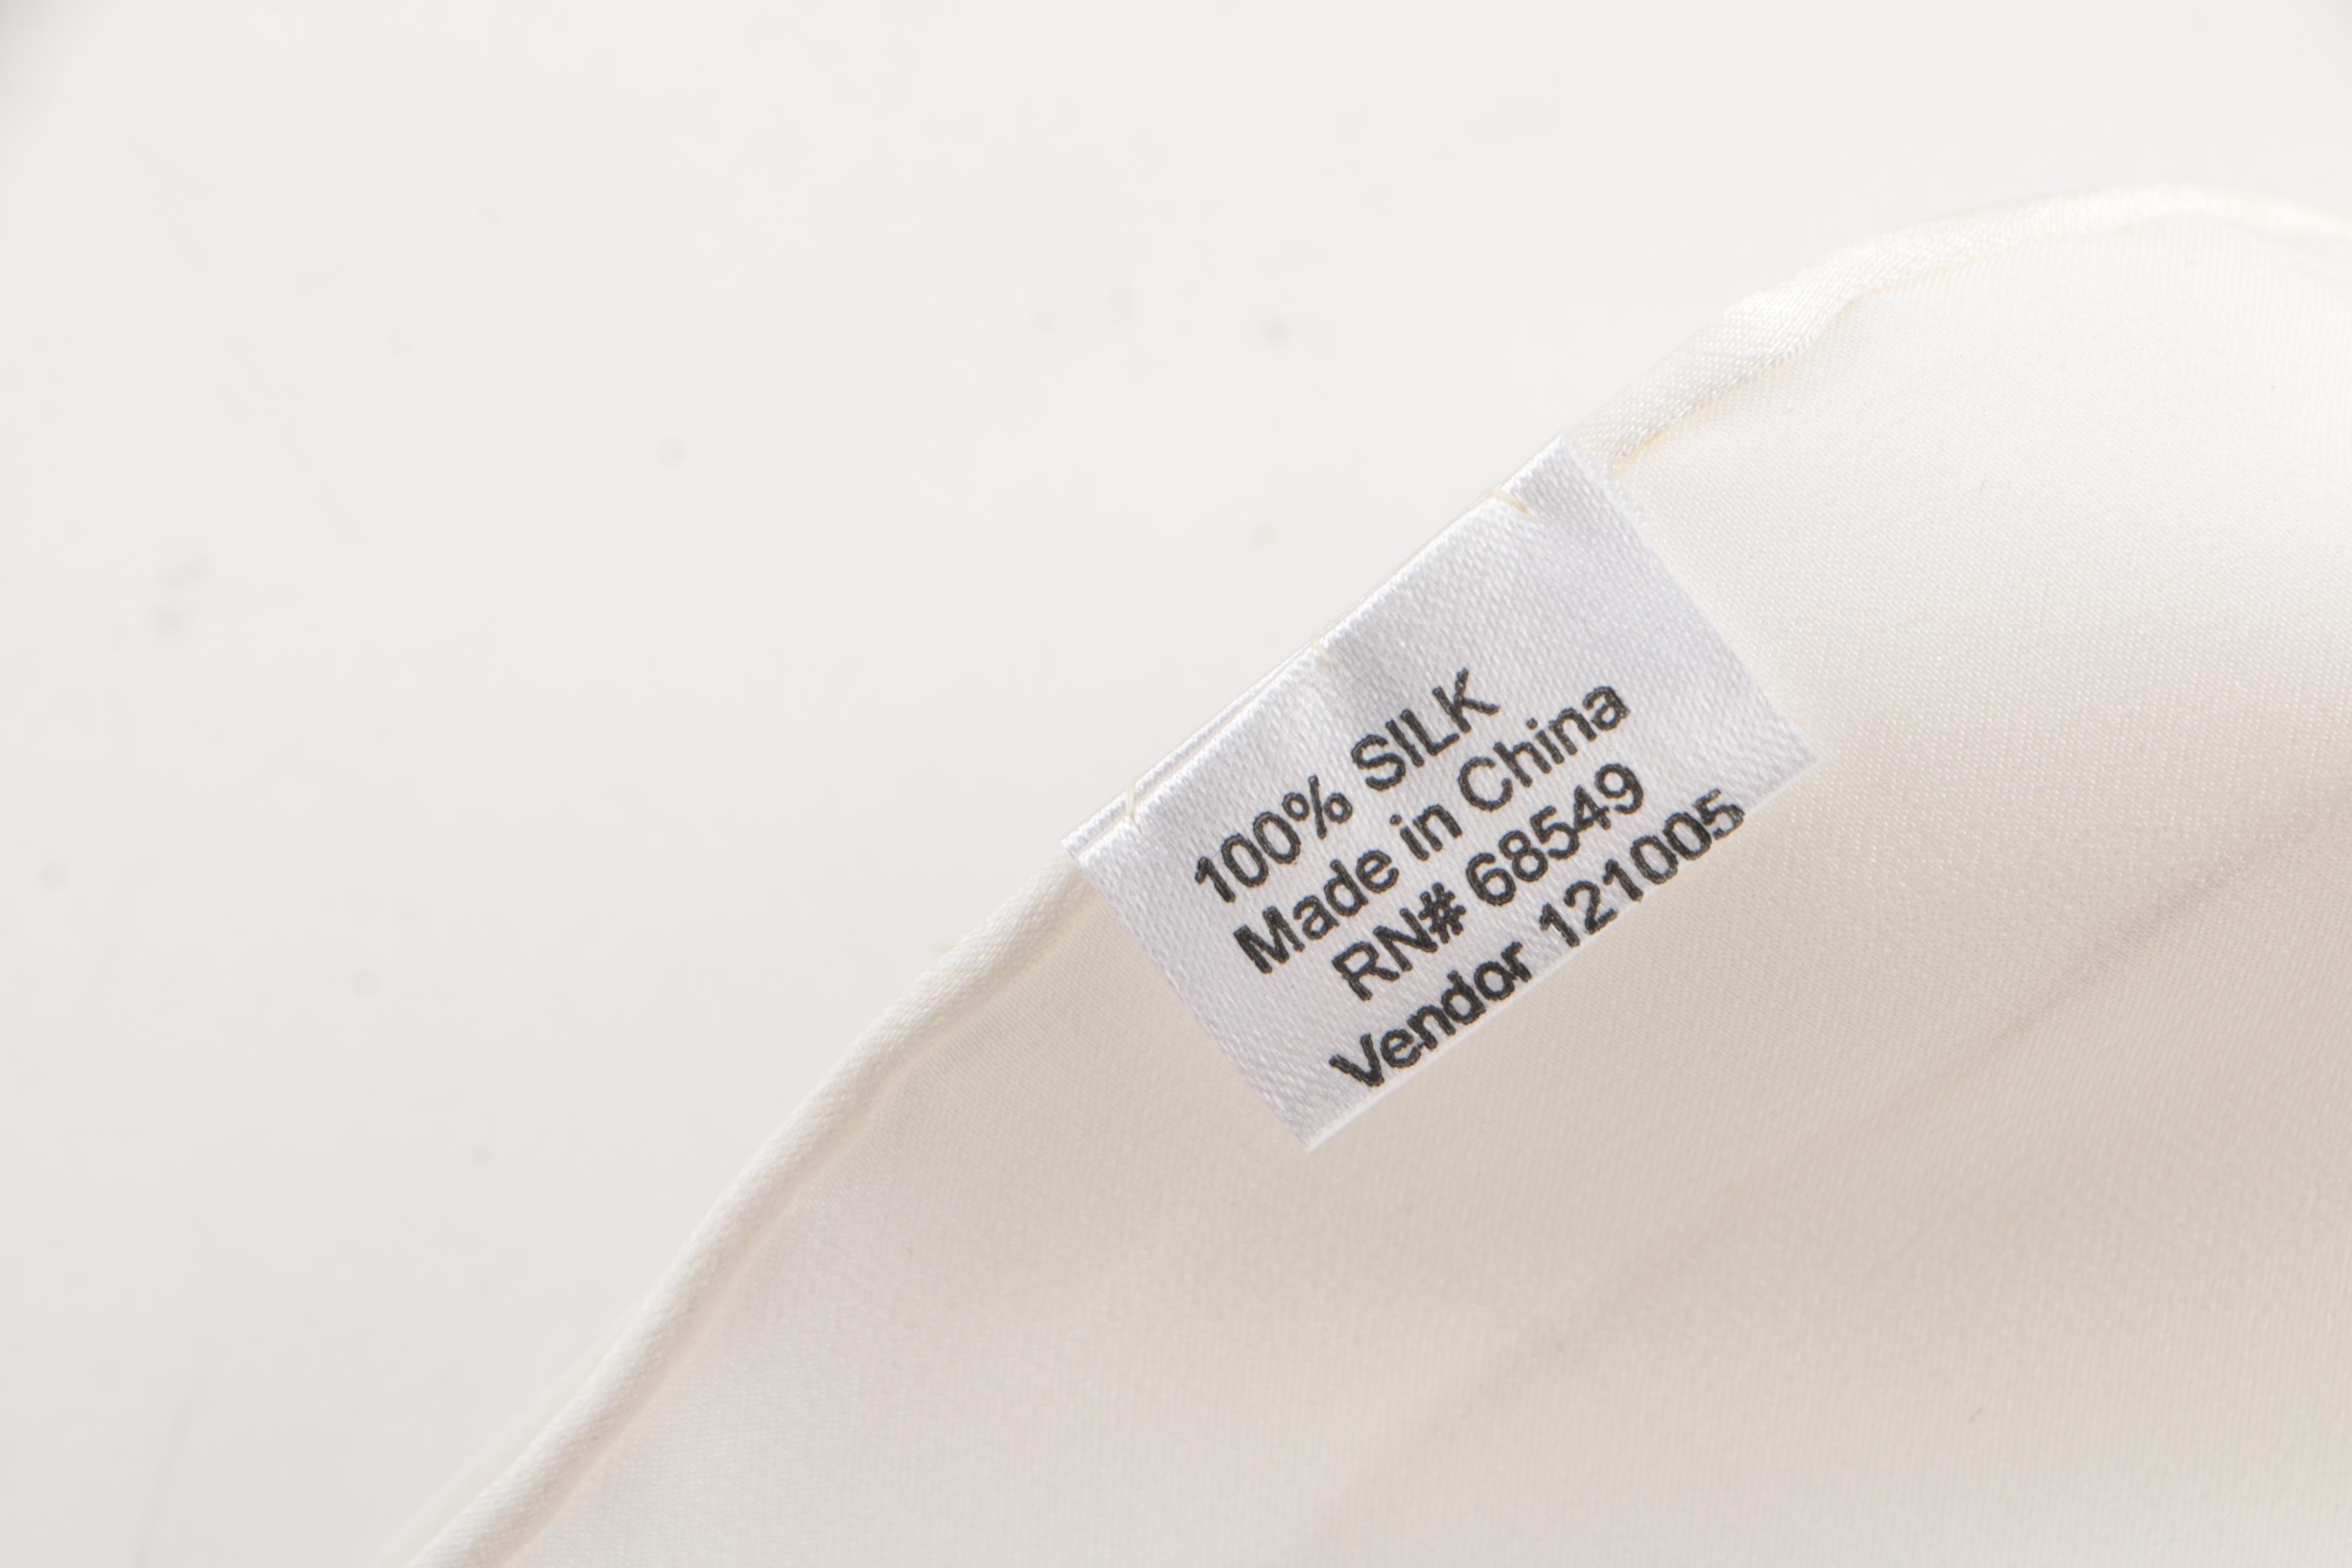 100% SILK
Made in China
RN# 68549
Vendor 121005